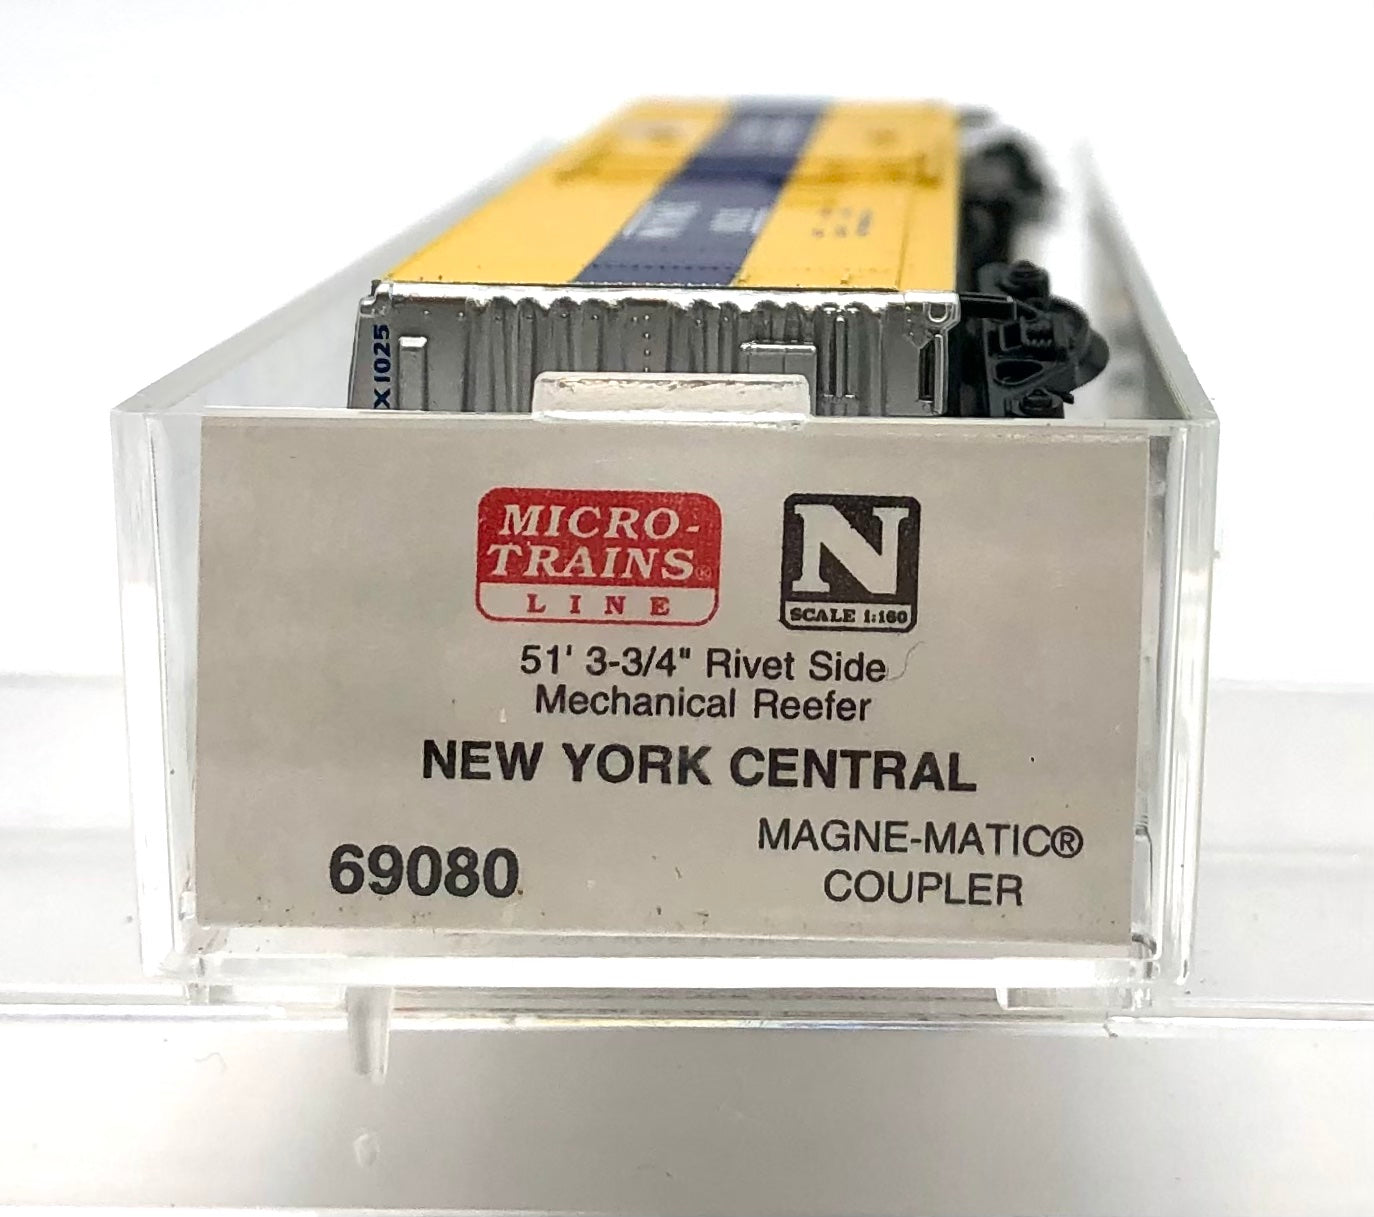 X1025
MICRO-
TRAINS®
LINE
N
SCALE 1:160
51' 3-3/4" Rivet Side
Mechanical Reefer
NEW YORK CENTRAL
69080
MAGNE-MATIC®
COUPLER